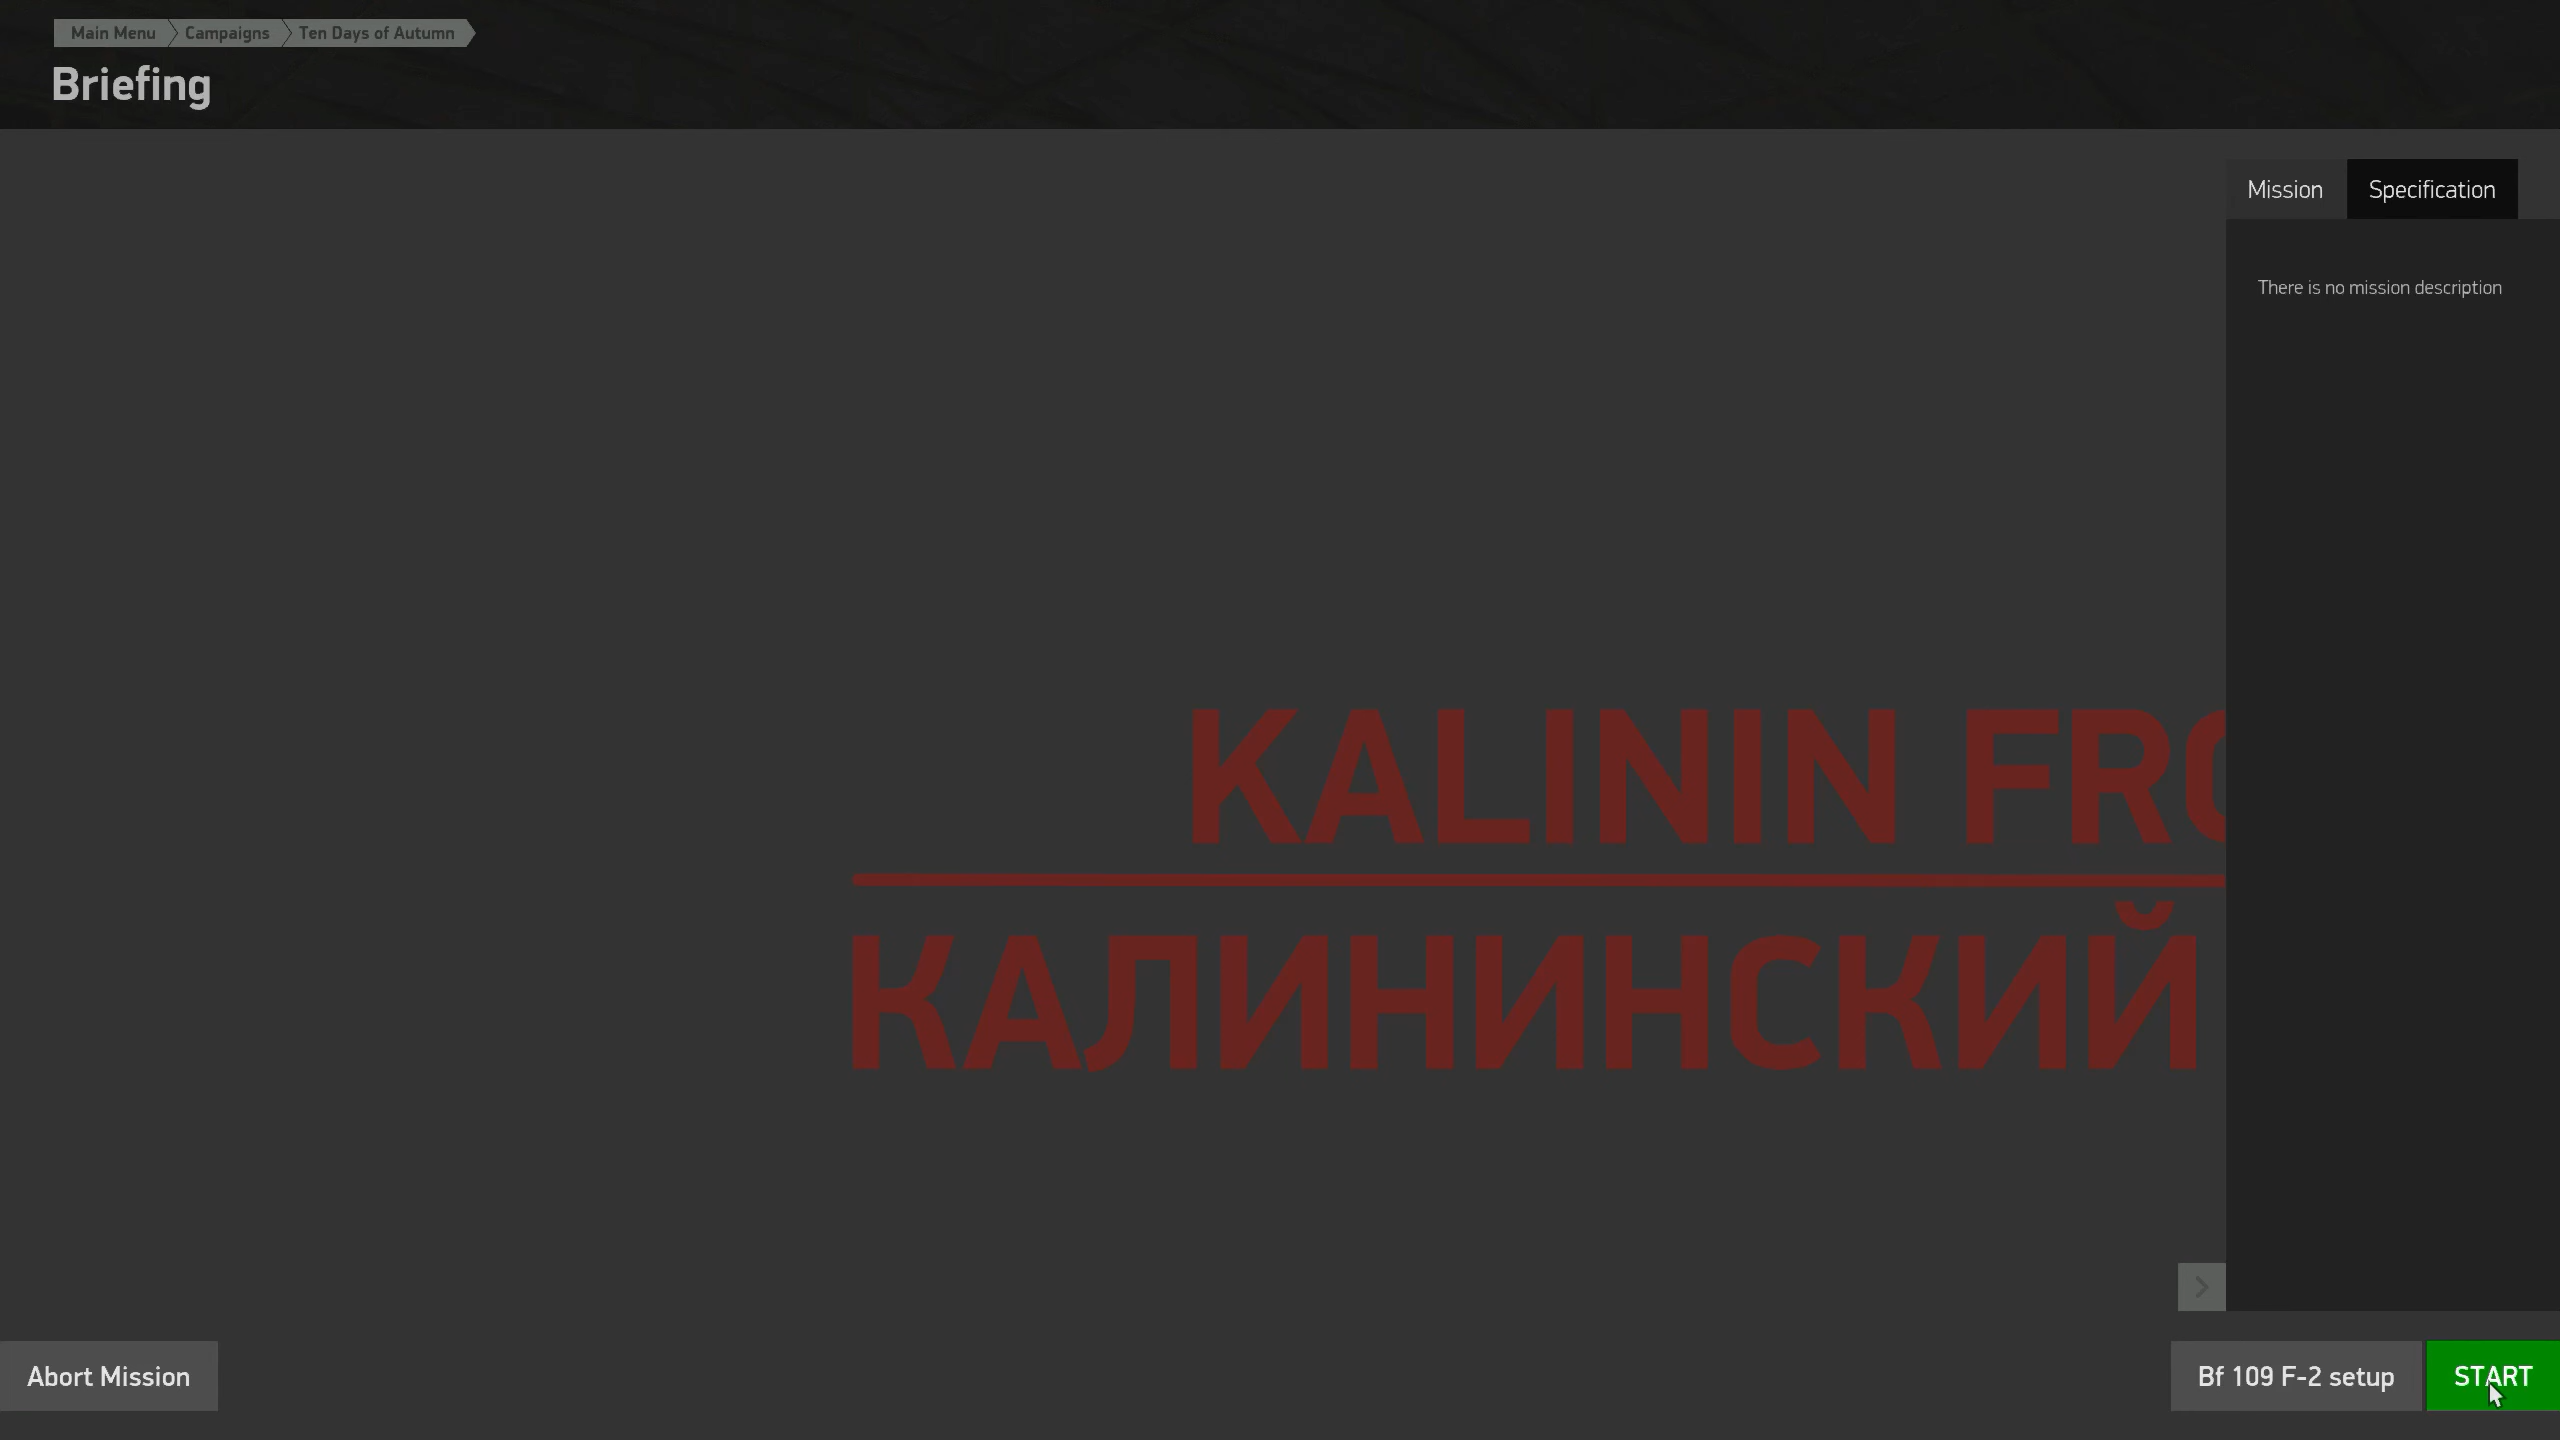 Main Menu
Campaigns
Ten Days of Autumn
Briefing
Mission
Specification
There is no mission description
KALININ FRO
КАЛИНИНСКИЙ
Abort Mission
Bf 109 F-2 setup
START